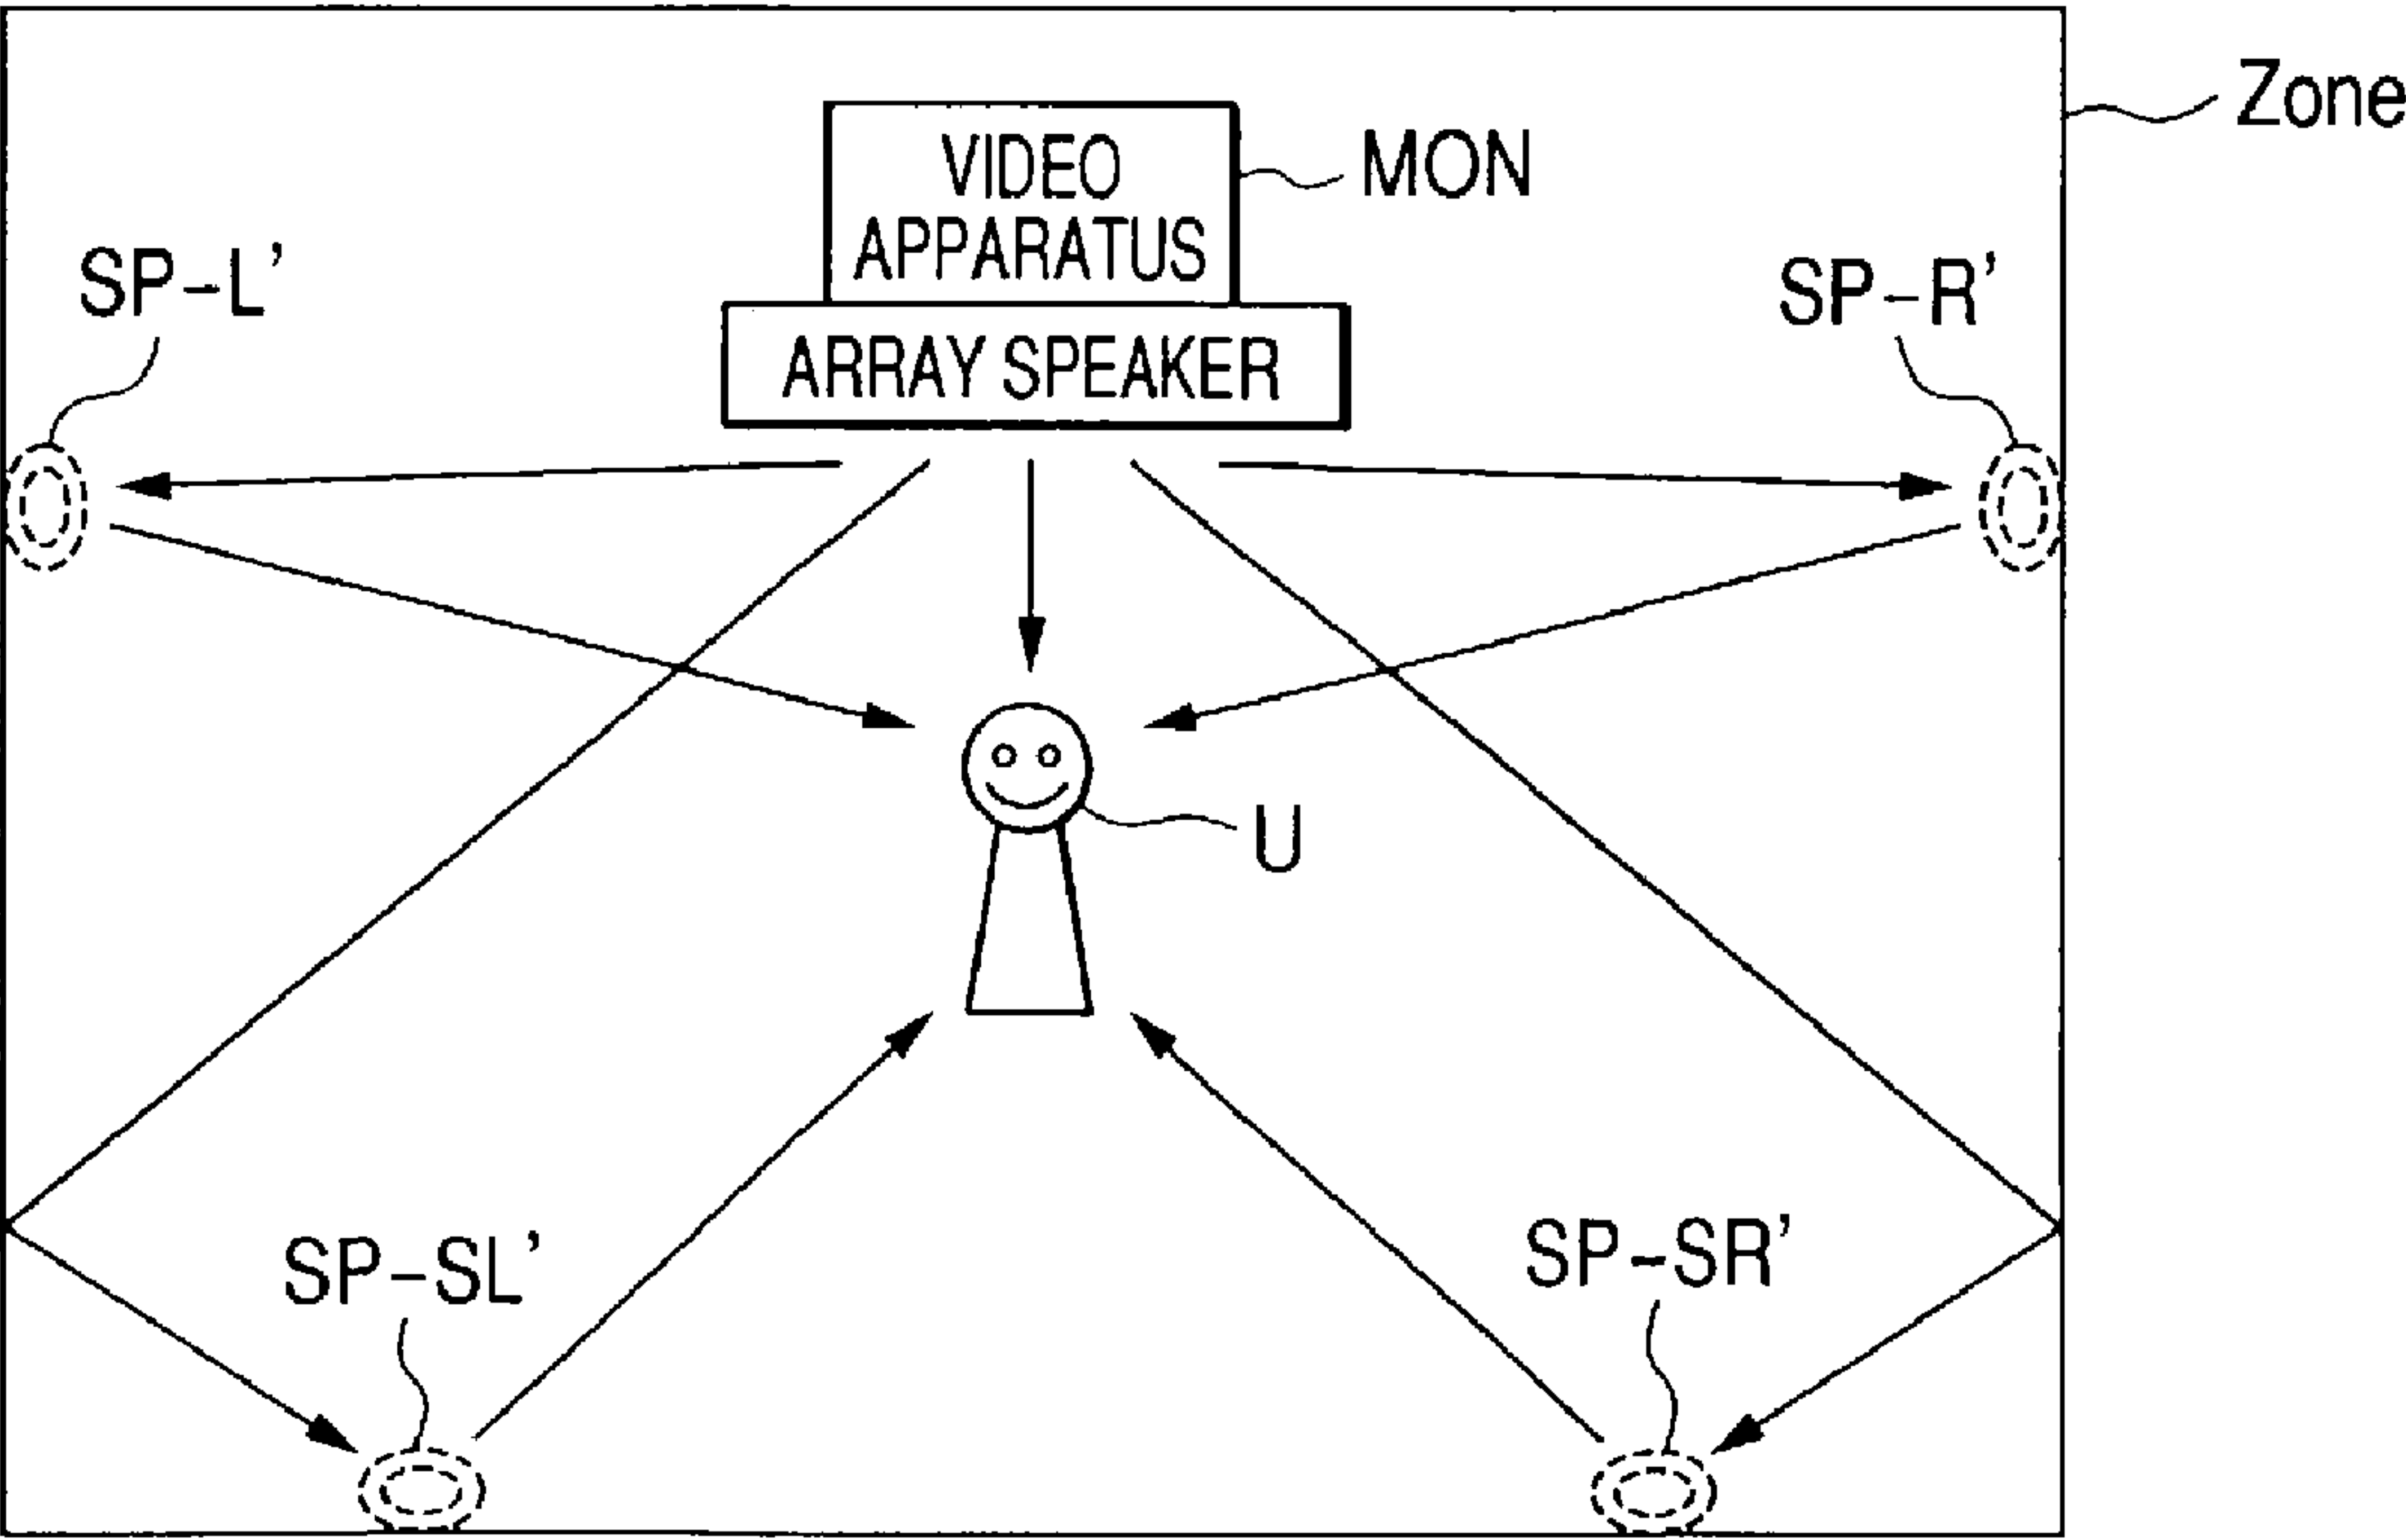 Zone
VIDEO
APPARATUS
MON
SP-L’
SP-R’
ARRAY SPEAKER
U
SP-SL’
SP-SR’